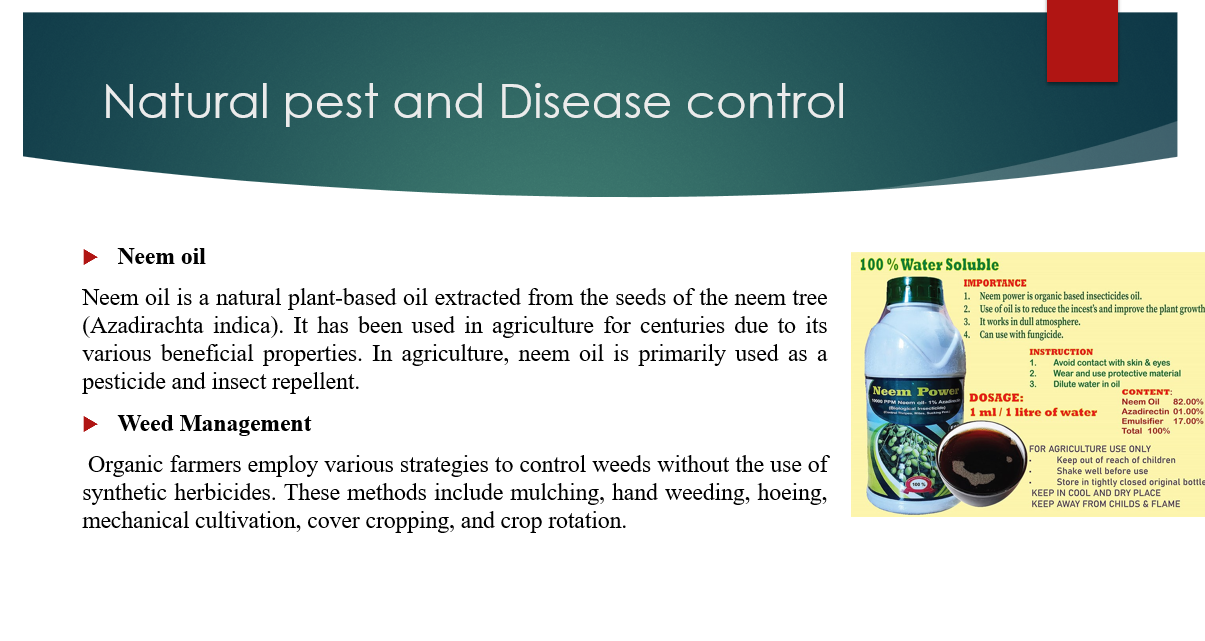 Natural pest and Disease control
Neem oil
Neem oil is a natural plant-based oil extracted from the seeds of the neem tree
(Azadirachta indica). It has been used in agriculture for centuries due to its
various beneficial properties. In agriculture, neem oil is primarily used as a
pesticide and insect repellent.
Weed Management
Organic farmers employ various strategies to control weeds without the use of
synthetic herbicides. These methods include mulching, hand weeding, hoeing,
mechanical cultivation, cover cropping, and crop rotation.
100 % Water Soluble
IMPORTANCE
1. Neem power is organic based insecticides oil.
2. Use of oil is to reduce the incest's and improve the plant growth
3. It works in dull atmosphere.
4. Can use with fungicide.
INSTRUCTION
1. Avoid contact with skin & eyes
2. Wear and use protective material
3. Dilute water in oil
DOSAGE:
1 ml / 1 litre of water
CONTENT:
Neem Oil 82.00%
Azadirectin 01.00%
Emulsifier 17.00%
Total 100%
Neem Power
10000 PPM Neem oil- 1%
(Biological Insecticide)
100 %
FOR AGRICULTURE USE ONLY
• Keep out of reach of children
• Shake well before use
• Store in tightly closed original bottle
KEEP IN COOL AND DRY PLACE
KEEP AWAY FROM CHILDS & FLAME